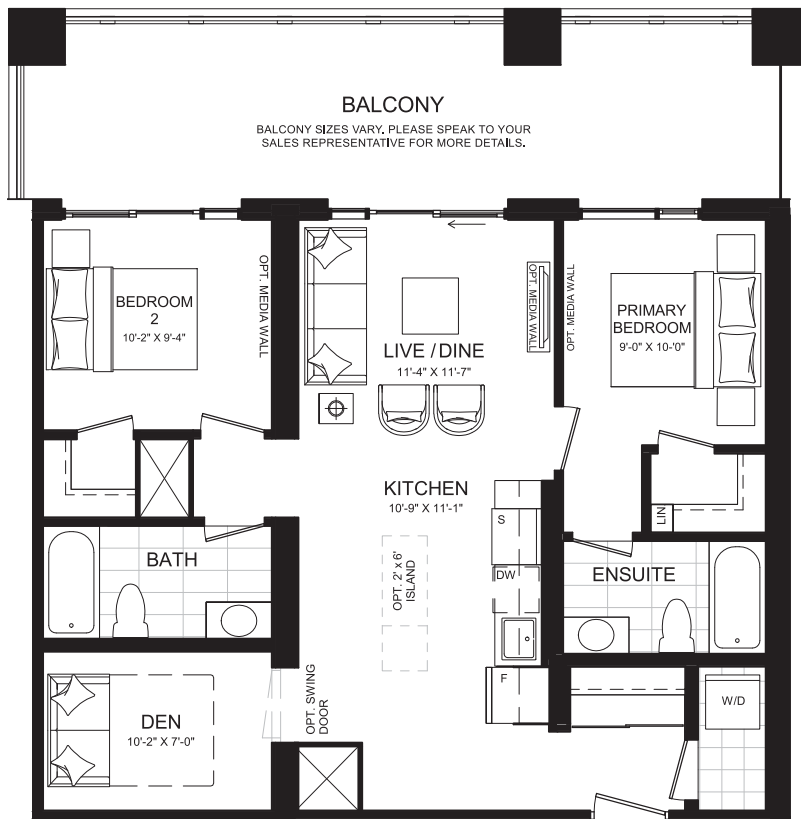 BALCONY
BALCONY SIZES VARY. PLEASE SPEAK TO YOUR
SALES REPRESENTATIVE FOR MORE DETAILS.
BEDROOM
2
10'-2" X 9'-4"
OPT. MEDIA WALL
LIVE / DINE
11'-4" X 11'-7"
OPT. MEDIA WALL
OPT. MEDIA WALL
PRIMARY
BEDROOM
9'-0" X 10-'0"
KITCHEN
10'-9" X 11'-1"
S
DW
OPT. 2' x 6'
ISLAND
LIN
BATH
ENSUITE
F
W/D
DEN
10'-2" X 7'-0"
OPT. SWING
DOOR